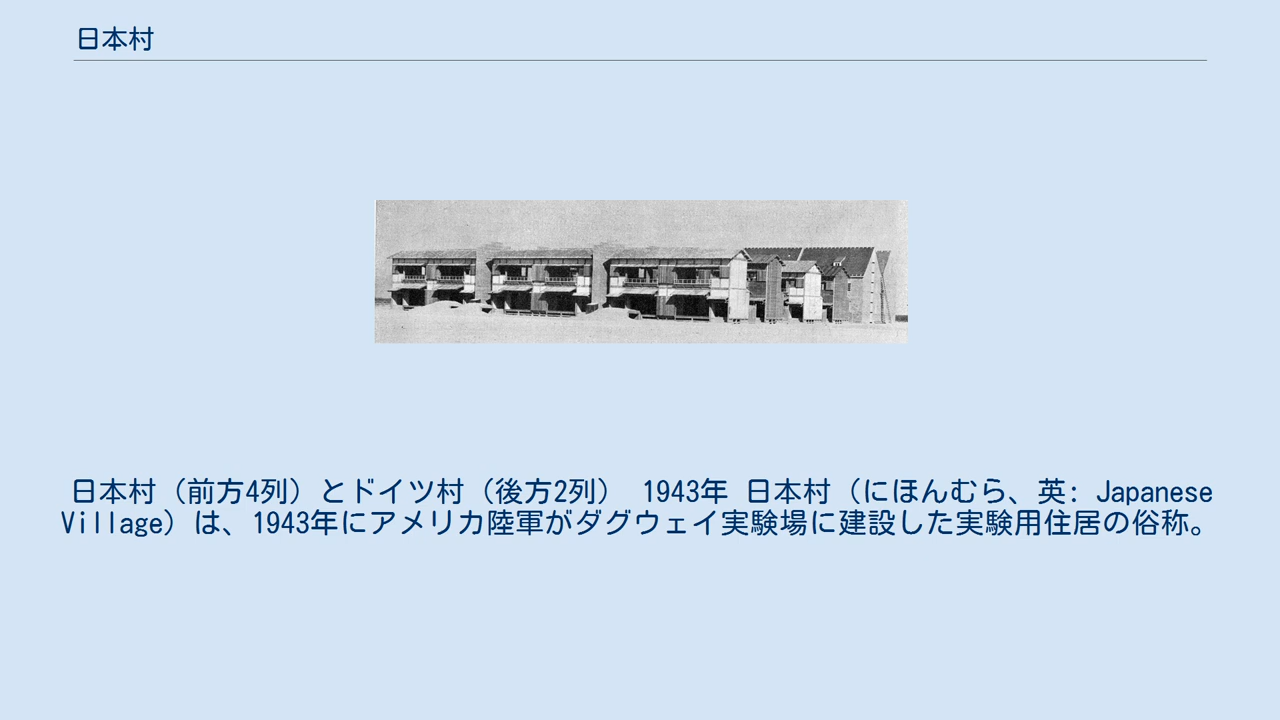 日本村
日本村（前方4列）とドイツ村（後方2列） 1943年 日本村（にほんむら、英: Japanese
Village）は、1943年にアメリカ陸軍がダグウェイ実験場に建設した実験用住居の俗称。